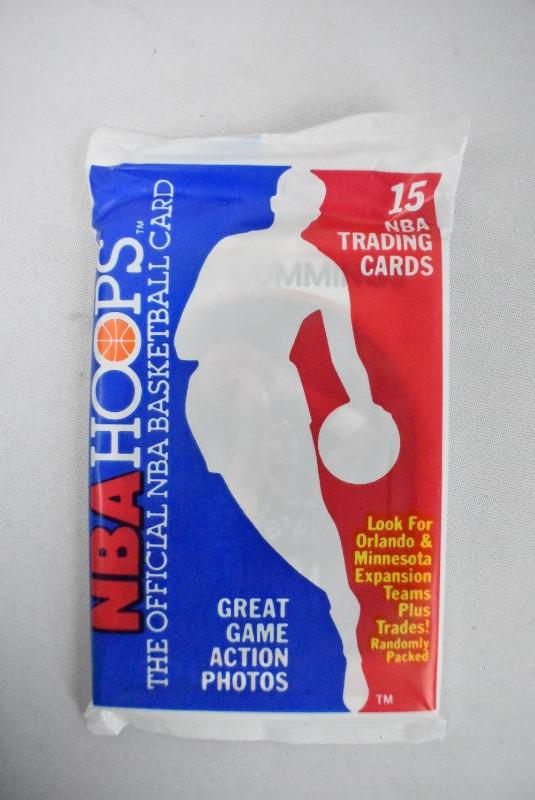 NBA HOOPS™
THE OFFICIAL NBA BASKETBALL CARD
15
NBA
TRADING
CARDS
Look For
Orlando &
Minnesota
Expansion
Teams
Plus
Trades!
Randomly
Packed
GREAT
GAME
ACTION
PHOTOS
TM